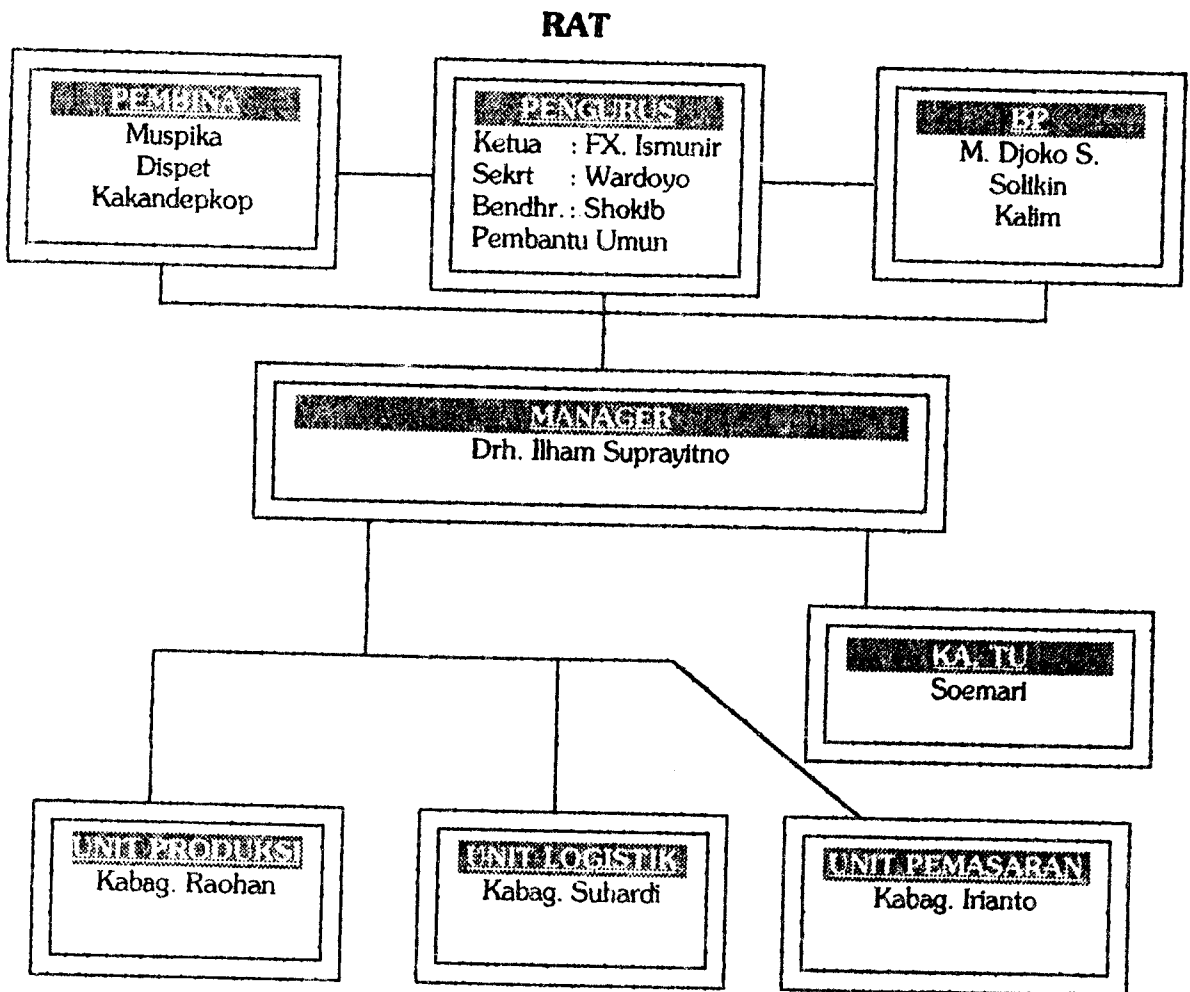 RAT
PEMBINA
Muspika
Dispet
Kakandepkop
PENGURUS
Ketua : FX. Ismunir
Sekrt : Wardoyo
Bendhr. : Shokib
Pembantu Umun
BP
M. Djoko S.
Solikin
Kalim
MANAGER
Drh. Ilham Suprayitno
KA. TU
Soemari
UNIT PRODUKSI
Kabag. Raohan
UNIT LOGISTIK
Kabag. Suhardi
UNIT PEMASARAN
Kabag. Irianto